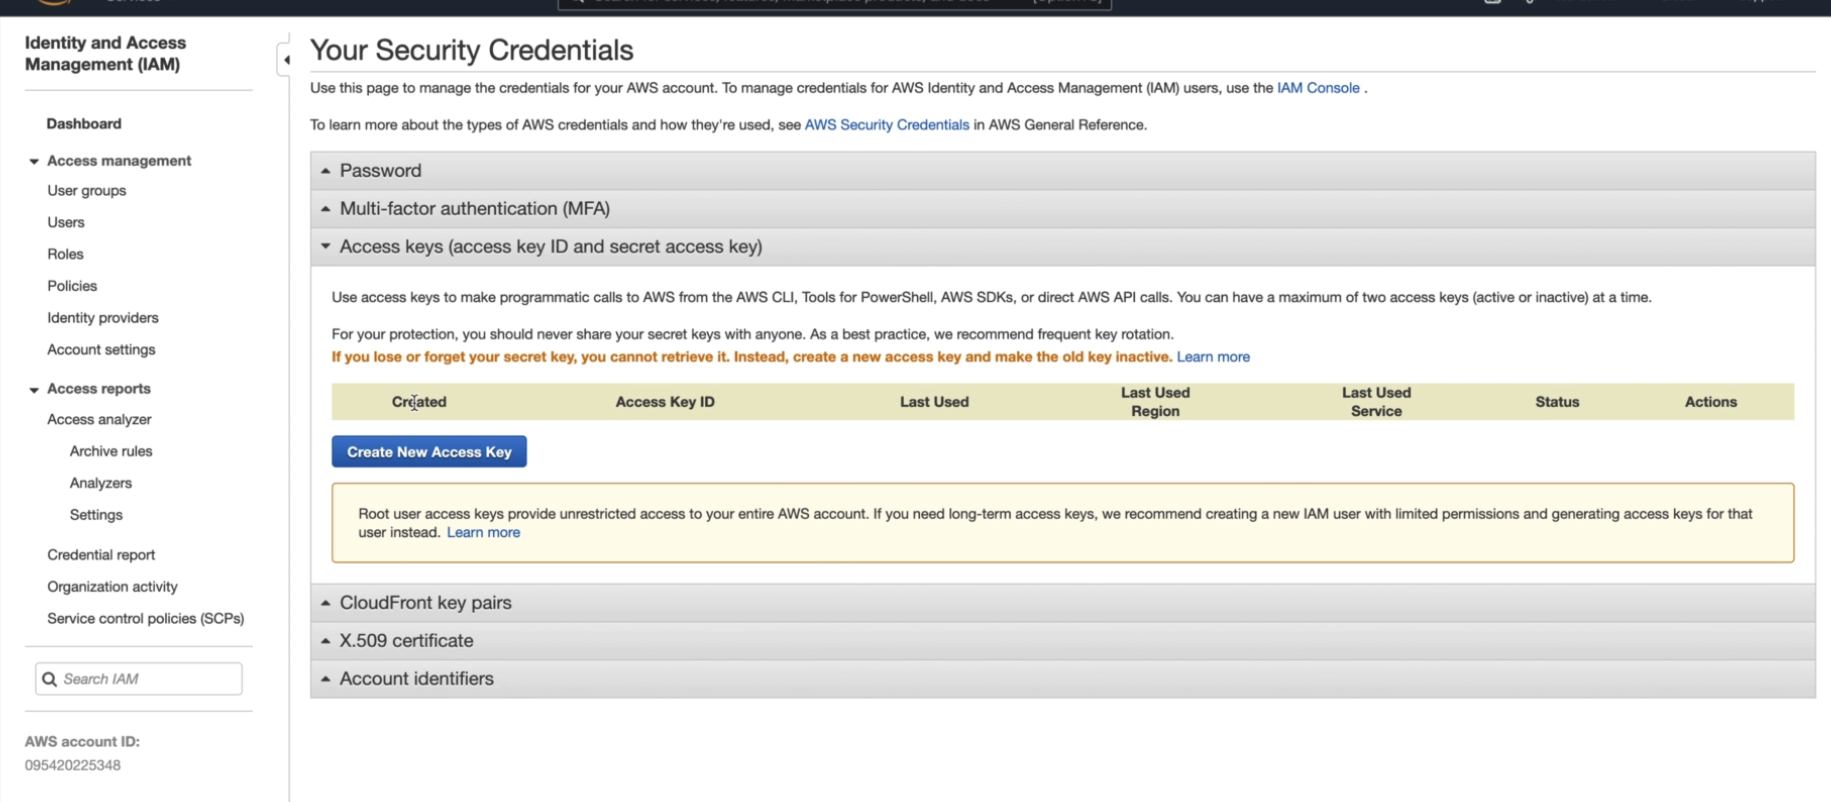 Identity and Access
Management (IAM)
Dashboard
Access management
User groups
Users
Roles
Policies
Identity providers
Account settings
Access reports
Access analyzer
Archive rules
Analyzers
Settings
Credential report
Organization activity
Service control policies (SCPs)
Search IAM
AWS account ID:
095420225348
Your Security Credentials
Use this page to manage the credentials for your AWS account. To manage credentials for AWS Identity and Access Management (IAM) users, use the IAM Console .
To learn more about the types of AWS credentials and how they're used, see AWS Security Credentials in AWS General Reference.
Password
Multi-factor authentication (MFA)
Access keys (access key ID and secret access key)
Use access keys to make programmatic calls to AWS from the AWS CLI, Tools for PowerShell, AWS SDKs, or direct AWS API calls. You can have a maximum of two access keys (active or inactive) at a time.
For your protection, you should never share your secret keys with anyone. As a best practice, we recommend frequent key rotation.
If you lose or forget your secret key, you cannot retrieve it. Instead, create a new access key and make the old key inactive. Learn more
Created Access Key ID Last Used Last Used Region Last Used Service Status Actions
Create New Access Key
Root user access keys provide unrestricted access to your entire AWS account. If you need long-term access keys, we recommend creating a new IAM user with limited permissions and generating access keys for that
user instead. Learn more
CloudFront key pairs
X.509 certificate
Account identifiers